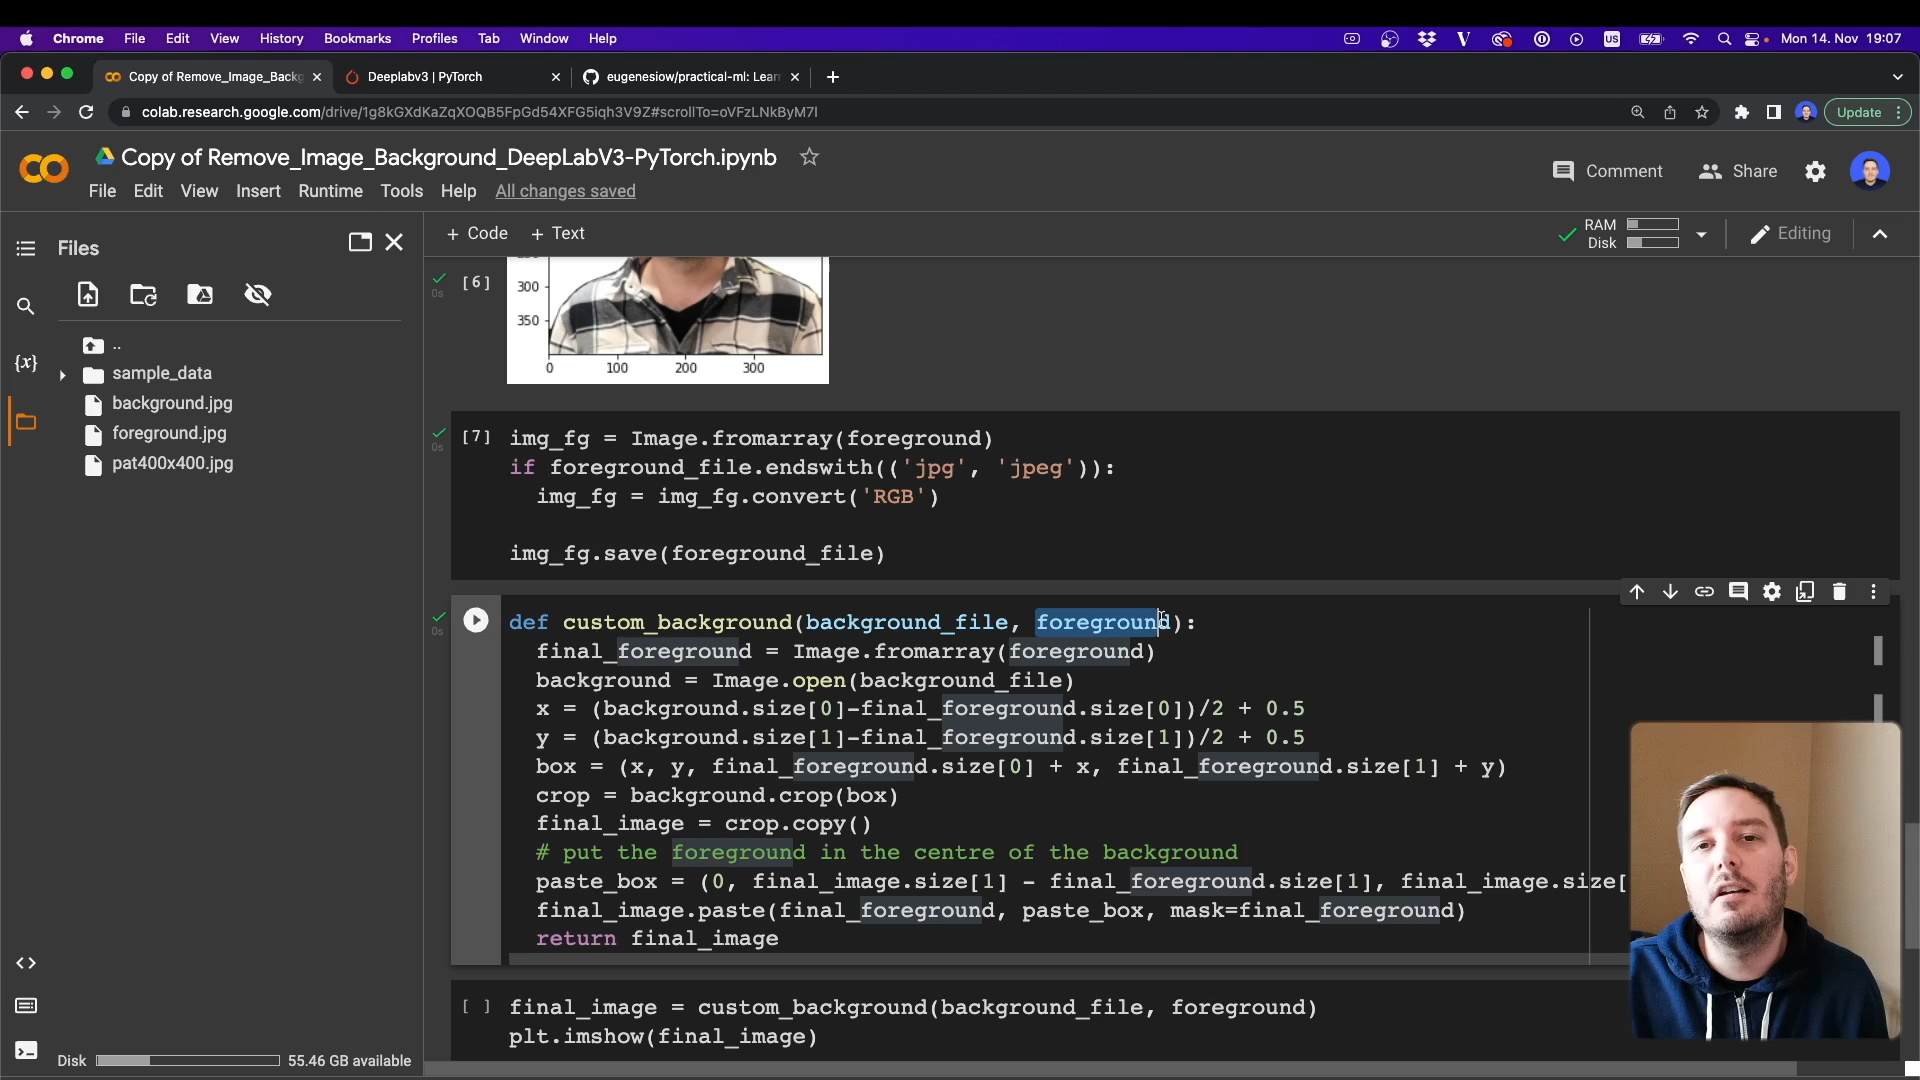 Chrome File Edit View History Bookmarks Profiles Tab Window Help
US
Mon 14. Nov 19:07
Copy of Remove_Image_Backg
Deeplabv3 | PyTorch
eugenesiow/practical-ml: Lear
colab.research.google.com/drive/1g8kGXdKaZqXOQB5FpGd54XFG5iqh3V9Z#scrollTo=oVFzLNkByM7l
Update
Copy of Remove_Image_Background_DeepLabV3-PyTorch.ipynb
Comment
Share
File Edit View Insert Runtime Tools Help All changes saved
Files
+ Code + Text
RAM
Disk
Editing
..
sample_data
background.jpg
foreground.jpg
pat400x400.jpg
{x}
0s
[6]
300
350
0 100 200 300
0s
[7]
img_fg = Image.fromarray(foreground)
if foreground_file.endswith(('jpg', 'jpeg')):
img_fg = img_fg.convert('RGB')
img_fg.save(foreground_file)
0s
def custom_background(background_file, foreground):
final_foreground = Image.fromarray(foreground)
background = Image.open(background_file)
x = (background.size[0]-final_foreground.size[0])/2 + 0.5
y = (background.size[1]-final_foreground.size[1])/2 + 0.5
box = (x, y, final_foreground.size[0] + x, final_foreground.size[1] + y)
crop = background.crop(box)
final_image = crop.copy()
# put the foreground in the centre of the background
paste_box = (0, final_image.size[1] - final_foreground.size[1], final_image.size[
final_image.paste(final_foreground, paste_box, mask=final_foreground)
return final_image
[ ]
final_image = custom_background(background_file, foreground)
plt.imshow(final_image)
Disk
55.46 GB available